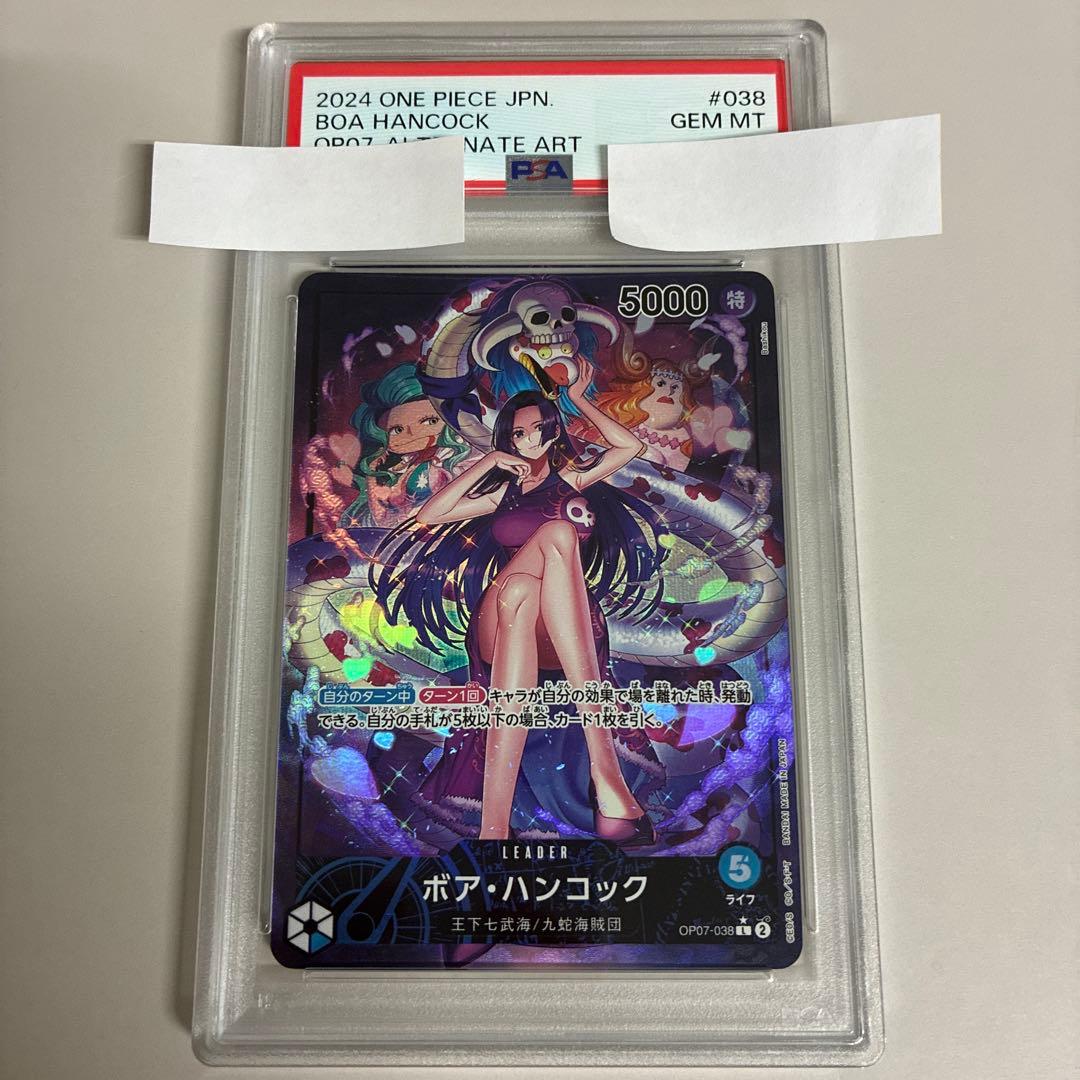 2024 ONE PIECE JPN.
#038
BOA HANCOCK
GEM MT
ART
PSA
5000
特
Bashikou
自分のターン中 ターン1回 キャラが自分の効果で場を離れた時、発動
できる。自分の手札が5枚以下の場合、カード1枚を引く。
BANDAI MADE IN JAPAN
LEADER
ボア・ハンコック
5
ライフ
王下七武海/九蛇海賊団
OP07-038 L 2